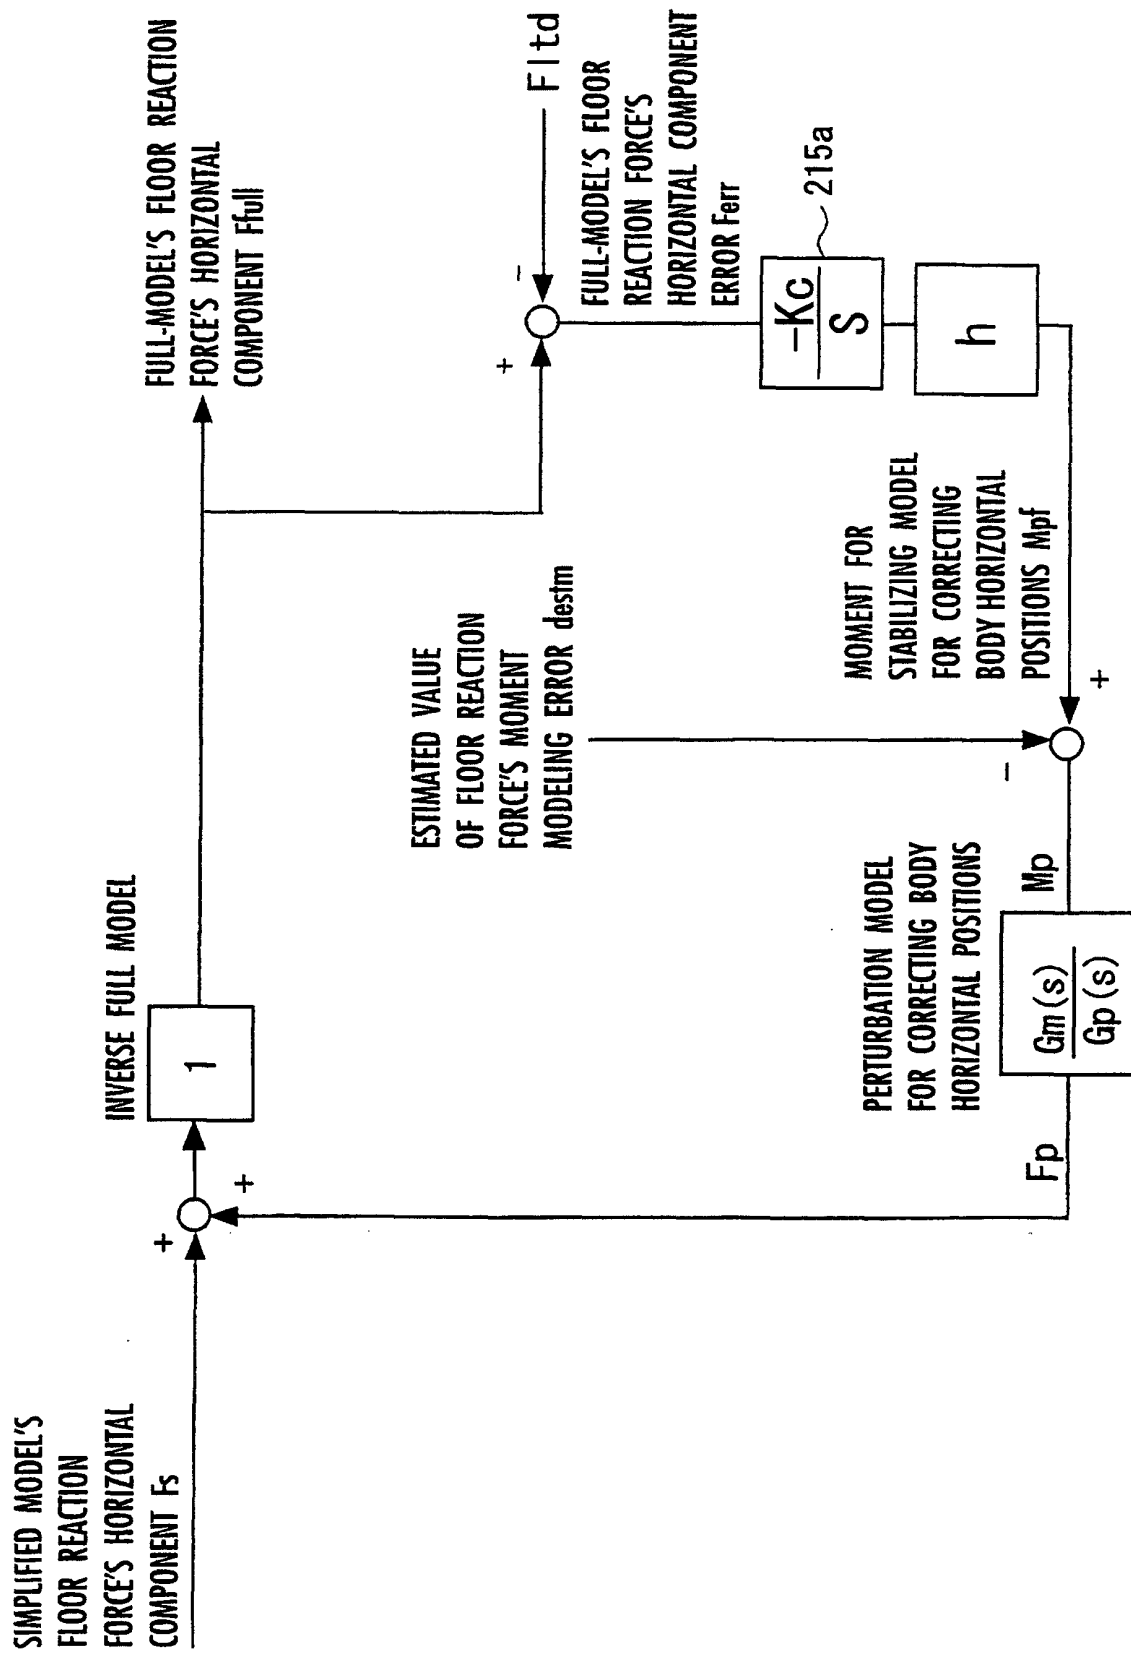 SIMPLIFIED MODEL'S
FLOOR REACTION
FORCE'S HORIZONTAL
COMPONENT Fs
+
+
INVERSE FULL MODEL
1
FULL-MODEL'S FLOOR REACTION
FORCE'S HORIZONTAL
COMPONENT Ffull
+
-
Fltd
FULL-MODEL'S FLOOR
REACTION FORCE'S
HORIZONTAL COMPONENT
ERROR Ferr
-Kc
S
215a
h
ESTIMATED VALUE
OF FLOOR REACTION
FORCE'S MOMENT
MODELING ERROR destm
MOMENT FOR
STABILIZING MODEL
FOR CORRECTING
BODY HORIZONTAL
POSITIONS Mpf
+
-
Mp
PERTURBATION MODEL
FOR CORRECTING BODY
HORIZONTAL POSITIONS
Gm(s)
Gp(s)
Fp